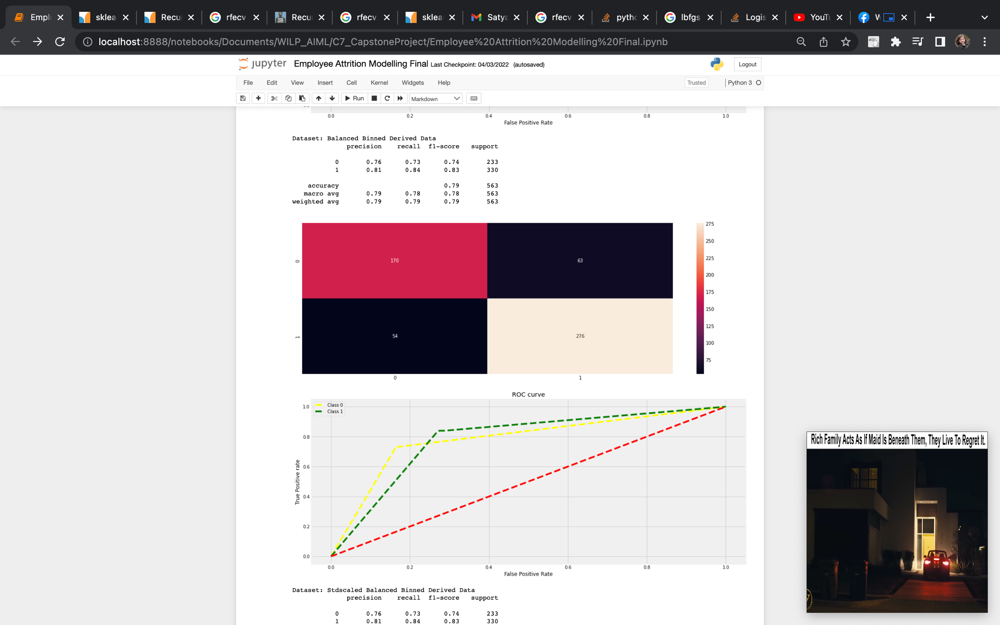 Empl sklea Recu rfecv Recu rfecv. sklea Satya rfecv pytho lbfgs Logis YouTu W
localhost:8888/notebooks/Documents/WILP_AIML/C7_CapstoneProject/Employee%20Attrition%20Modelling%20Final.ipynb
jupyter Employee Attrition Modelling Final Last Checkpoint: 04/03/2022 (autosaved) Logout
File Edit View Insert Cell Kernel Widgets Help Trusted Python 3
Run Markdown
0.0 0.2 0.4 0.6 0.8 1.0
False Positive Rate
Dataset: Balanced Binned Derived Data
precision recall f1-score support
0 0.76 0.73 0.74 233
1 0.81 0.84 0.83 330
accuracy 0.79 563
macro avg 0.79 0.78 0.78 563
weighted avg 0.79 0.79 0.79 563
275
250
225
0 170 63
200
175
150
125
1 54 276
100
75
0 1
ROC curve
Class 0
Class 1
1.0
0.8
0.6
0.4
0.2
0.0
True Positive rate
0.0 0.2 0.4 0.6 0.8 1.0
False Positive Rate
Rich Family Acts As If Maid Is Beneath Them, They Live To Regret It.
Dataset: Stdscaled Balanced Binned Derived Data
precision recall f1-score support
0 0.76 0.73 0.74 233
1 0.81 0.84 0.83 330